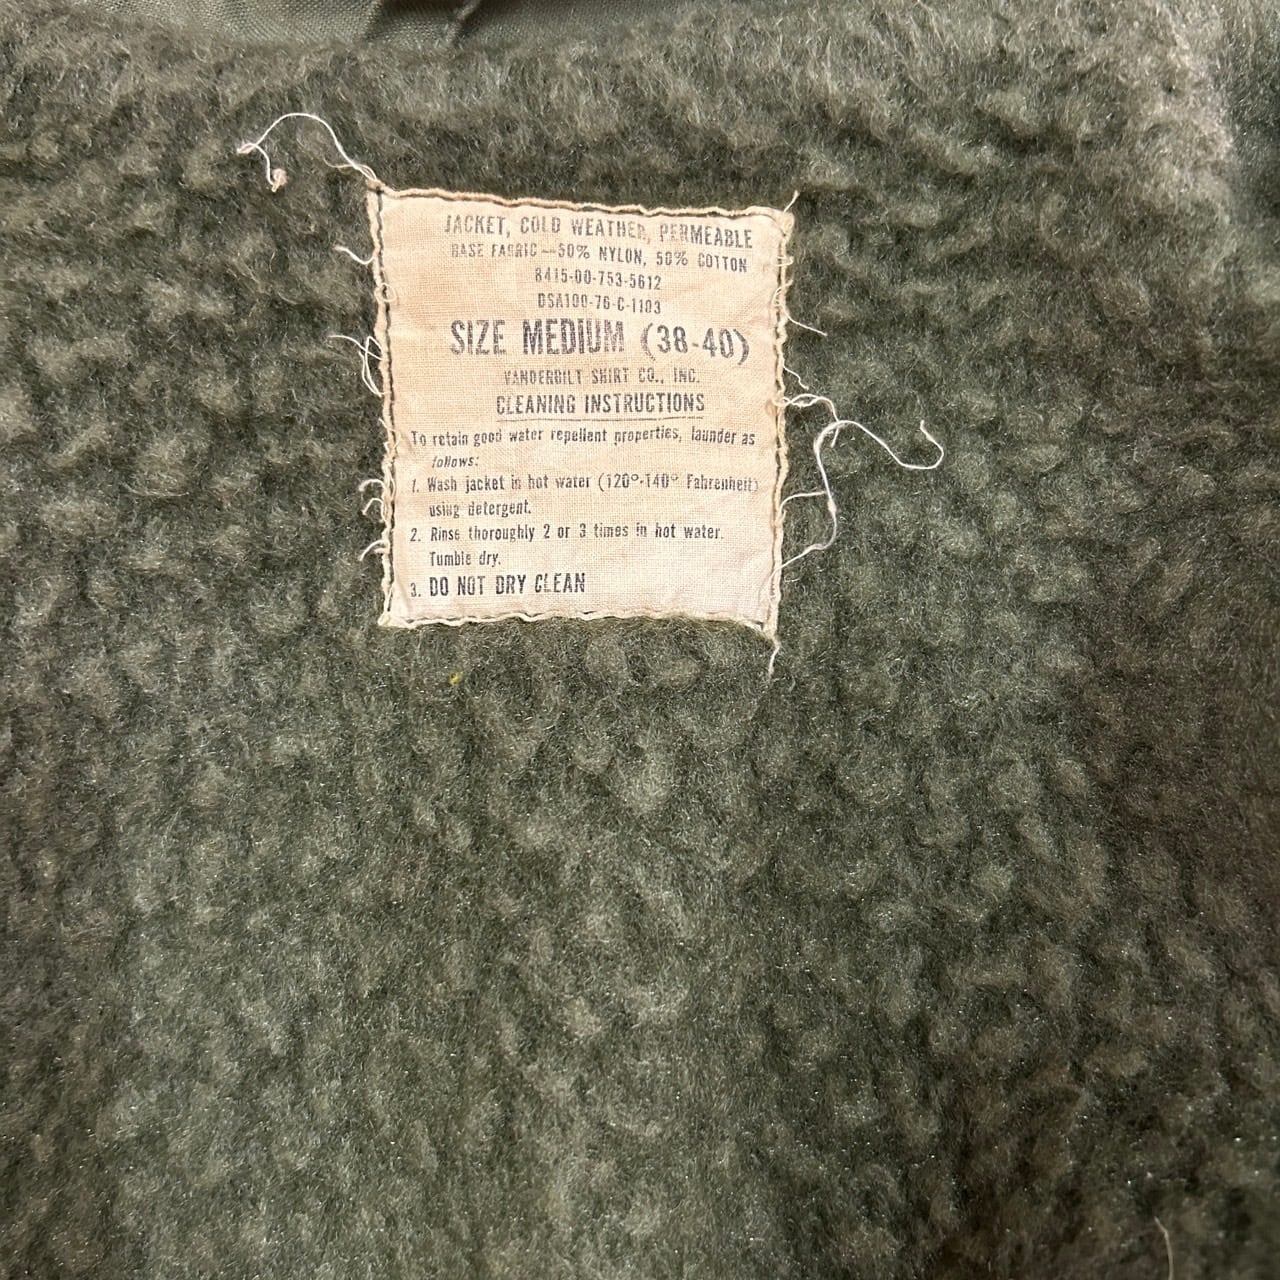 JACKET, COLD WEATHER, PERMEABLE
BASE FABRIC—50% NYLON, 50% COTTON
8415-00-753-5612
DSA100-76-C-1103
SIZE MEDIUM (38-40)
VANDERBILT SHIRT CO., INC.
CLEANING INSTRUCTIONS
To retain good water repellent properties, launder as
follows:
1. Wash jacket in hot water (120°-140° Fahrenheit)
using detergent.
2. Rinse thoroughly 2 or 3 times in hot water.
Tumble dry.
3. DO NOT DRY CLEAN